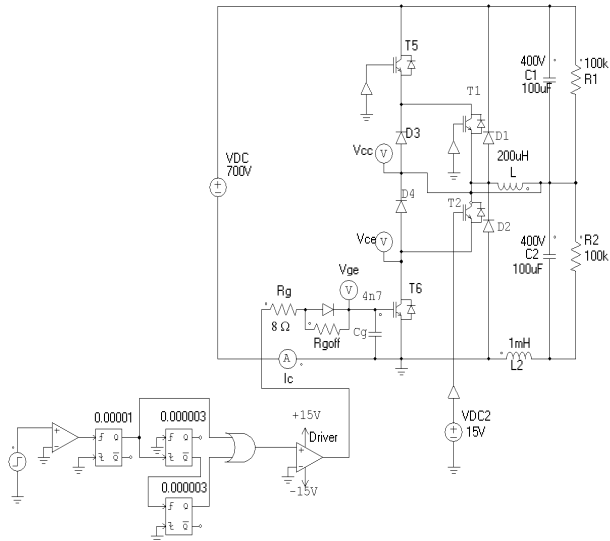 T5
400V
C1
100uF
100k
R1
T1
VDC
700V
Vcc
D3
D1
200uH
L
D4
T2
D2
Vce
400V
C2
100uF
R2
100k
Vge
Rg
8 Ω
4n7
T6
Rgoff
Cg
1mH
L2
A
Ic
V
V
V
0.00001
0.000003
+15V
Driver
-15V
VDC2
15V
0.000003
Q
Q
Q
Q
Q
Q